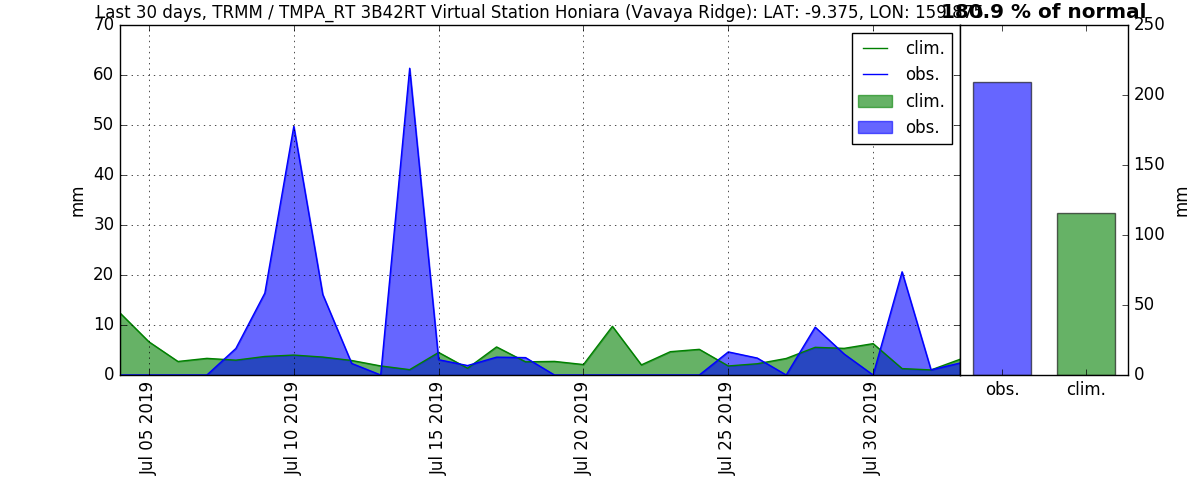 Last 30 days, TRMM / TMPA_RT 3B42RT Virtual Station Honiara (Vavaya Ridge): LAT: -9.375, LON: 159.875
180.9 % of normal
70
60
50
40
30
20
10
0
mm
clim.
obs.
clim.
obs.
250
200
150
100
50
0
mm
Jul 05 2019
Jul 10 2019
Jul 15 2019
Jul 20 2019
Jul 25 2019
Jul 30 2019
obs.
clim.